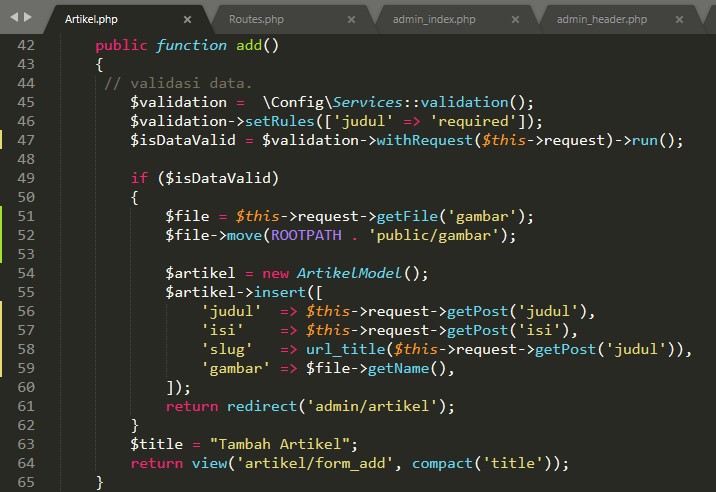 Artikel.php × Routes.php × admin_index.php × admin_header.php ×
42 public function add()
43 {
44 // validasi data.
45 $validation =  \Config\Services::validation();
46 $validation->setRules(['judul' => 'required']);
47 $isDataValid = $validation->withRequest($this->request)->run();
48
49 if ($isDataValid)
50 {
51 $file = $this->request->getFile('gambar');
52 $file->move(ROOTPATH . 'public/gambar');
53
54 $artikel = new ArtikelModel();
55 $artikel->insert([
56 'judul'  => $this->request->getPost('judul'),
57 'isi'    => $this->request->getPost('isi'),
58 'slug'   => url_title($this->request->getPost('judul')),
59 'gambar' => $file->getName(),
60 ]);
61 return redirect('admin/artikel');
62 }
63 $title = "Tambah Artikel";
64 return view('artikel/form_add', compact('title'));
65 }